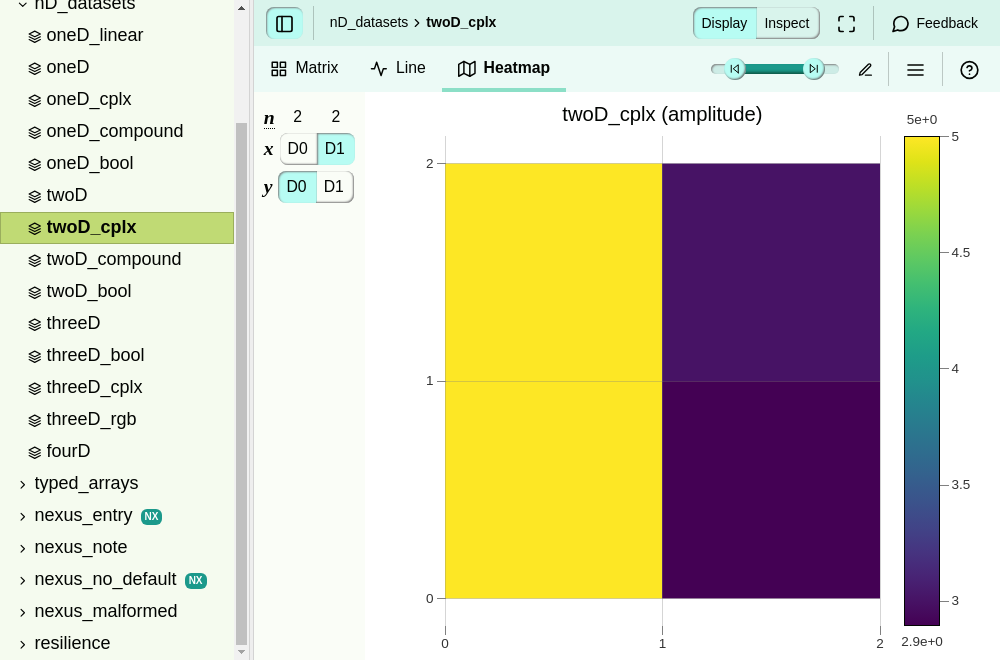 nD_datasets
oneD_linear
oneD
oneD_cplx
oneD_compound
oneD_bool
twoD
twoD_cplx
twoD_compound
twoD_bool
threeD
threeD_bool
threeD_cplx
threeD_rgb
fourD
typed_arrays
nexus_entry NX
nexus_note
nexus_no_default NX
nexus_malformed
resilience
nD_datasets › twoD_cplx
Display Inspect Feedback
Matrix Line Heatmap
n 2 2
x D0 D1
y D0 D1
twoD_cplx (amplitude)
2
1
0
0 1 2
5e+0
5
4.5
4
3.5
3
2.9e+0